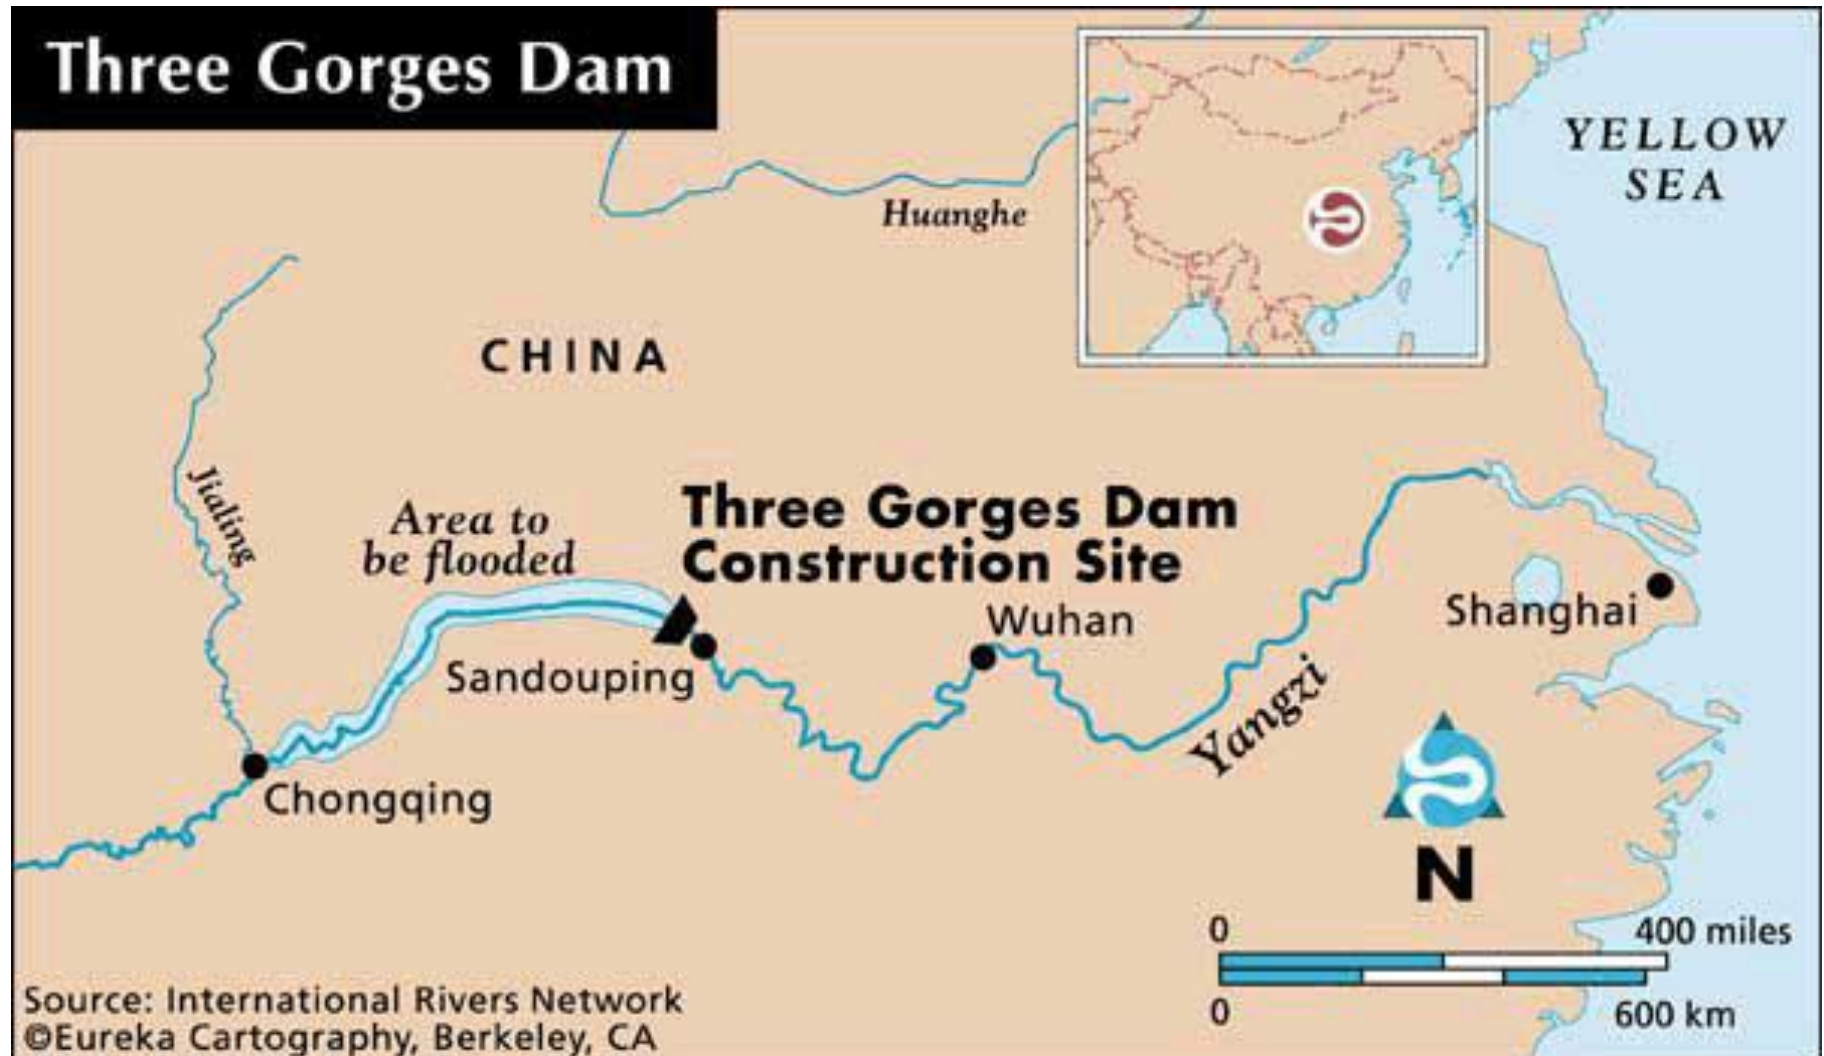 Three Gorges Dam
YELLOW
SEA
Huanghe
CHINA
Jialing
Area to
be flooded
Three Gorges Dam
Construction Site
Wuhan
Shanghai
Sandouping
Yangzi
Chongqing
N
0
400 miles
0
600 km
Source: International Rivers Network
©Eureka Cartography, Berkeley, CA